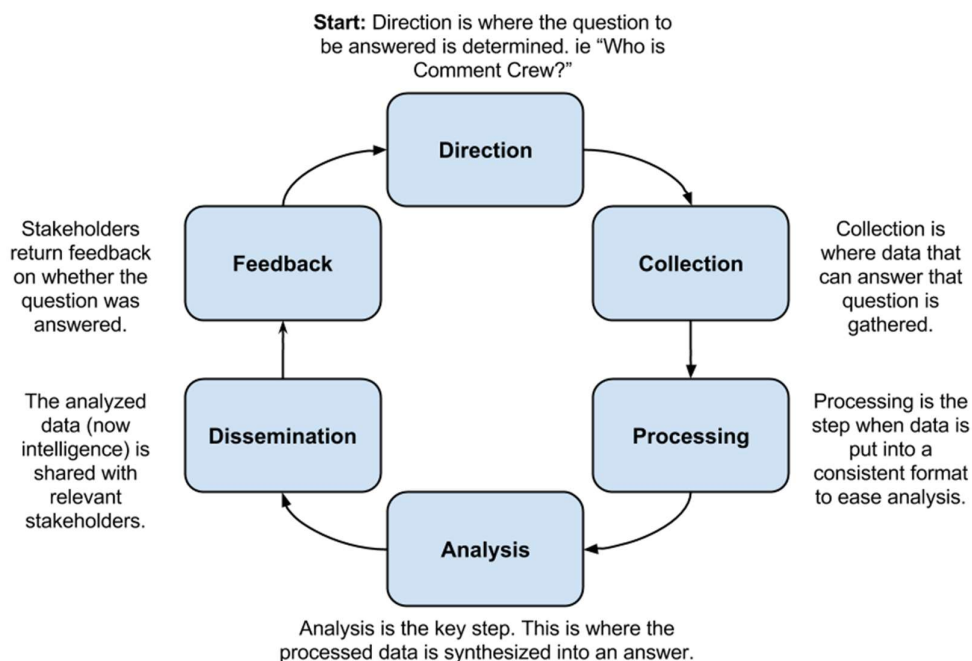 Start: Direction is where the question to
be answered is determined. ie “Who is
Comment Crew?”
Direction
Collection
Collection is
where data that
can answer that
question is
gathered.
Processing
Processing is the
step when data is
put into a
consistent format
to ease analysis.
Analysis
Analysis is the key step. This is where the
processed data is synthesized into an answer.
Dissemination
The analyzed
data (now
intelligence) is
shared with
relevant
stakeholders.
Feedback
Stakeholders
return feedback
on whether the
question was
answered.